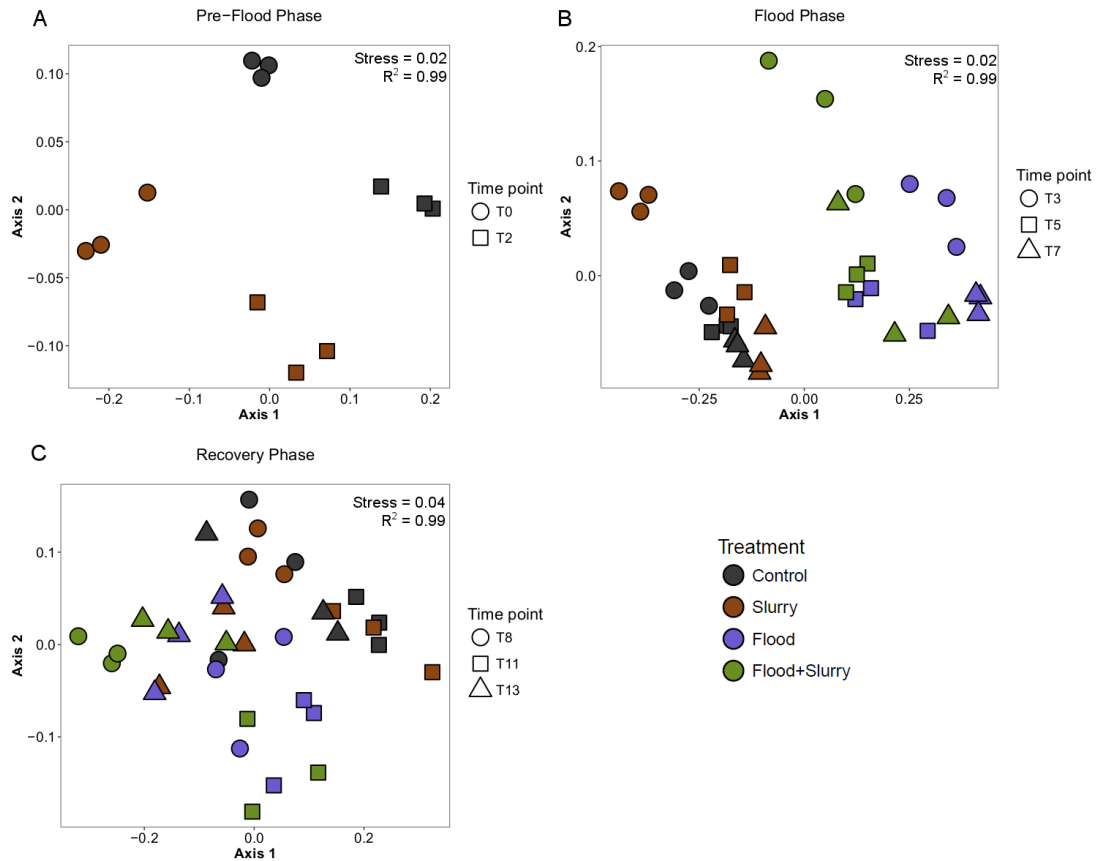 A
Pre−Flood Phase
Stress = 0.02
R² = 0.99
0.10
0.05
0.00
−0.05
−0.10
Axis 2
−0.2
−0.1
0.0
0.1
0.2
Axis 1
Time point
T0
T2
B
Flood Phase
Stress = 0.02
R² = 0.99
0.2
0.1
0.0
Axis 2
−0.25
0.00
0.25
Axis 1
Time point
T3
T5
T7
C
Recovery Phase
Stress = 0.04
R² = 0.99
0.1
0.0
−0.1
Axis 2
−0.2
0.0
0.2
Axis 1
Time point
T8
T11
T13
Treatment
Control
Slurry
Flood
Flood+Slurry